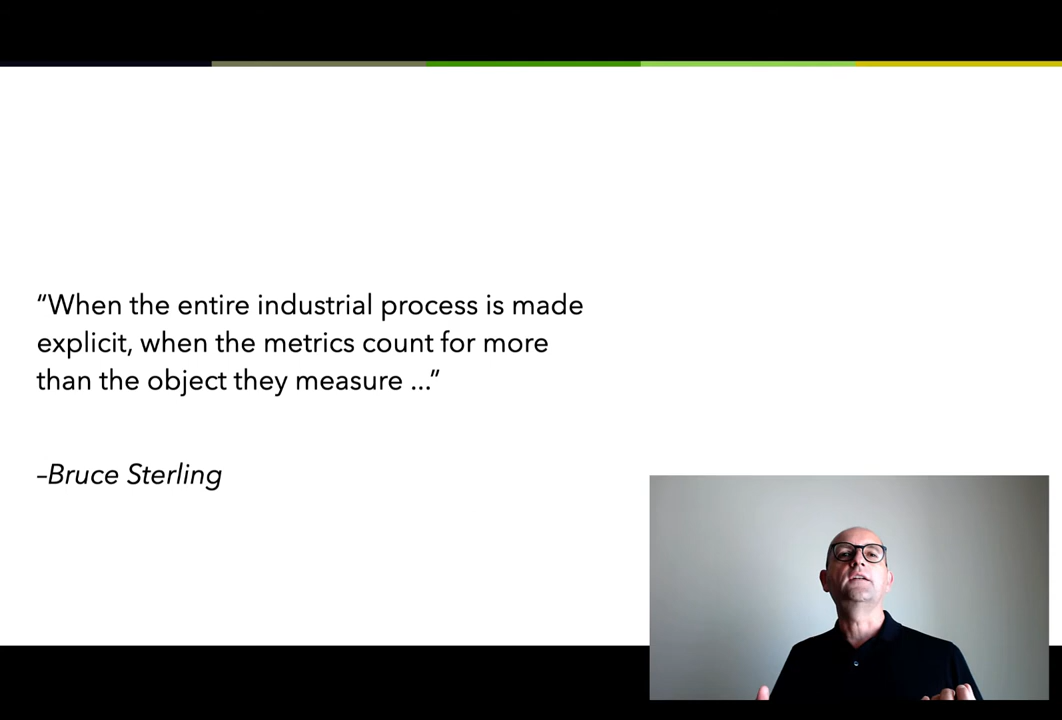 “When the entire industrial process is made
explicit, when the metrics count for more
than the object they measure ...”
–Bruce Sterling